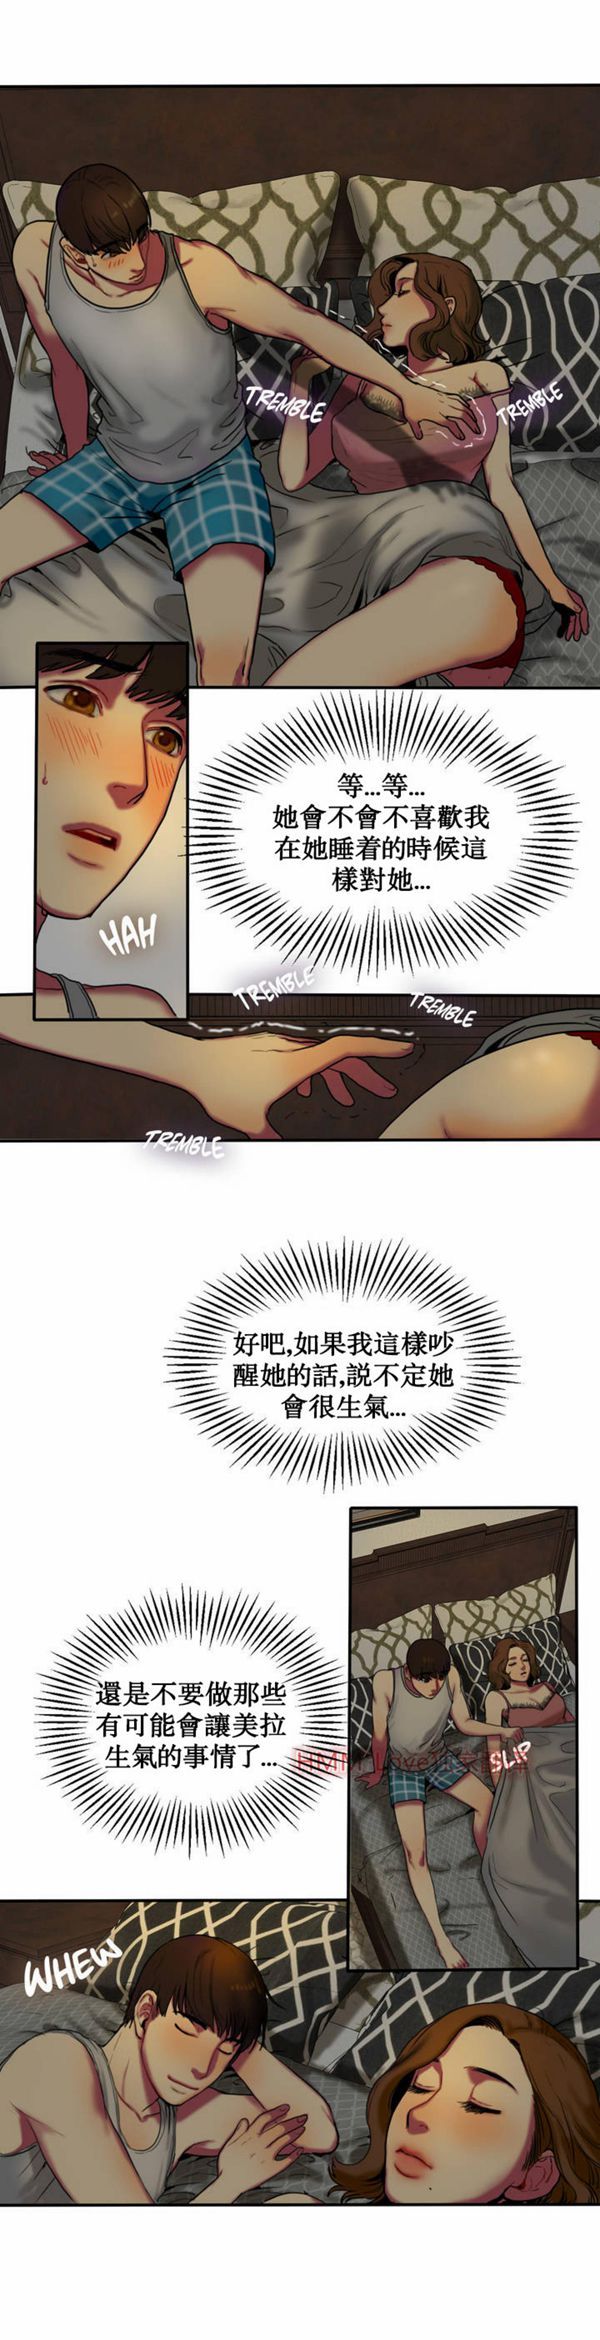 TREMBLE
TREMBLE
等...等...
她會不會不喜歡我
在她睡着的時候這
樣對她...
HAH
TREMBLE
TREMBLE
TREMBLE
好吧,如果我這樣吵
醒她的話,説不定她
會很生氣...
還是不要做那些
有可能會讓美拉
生氣的事情了...
SLIP
WHEW